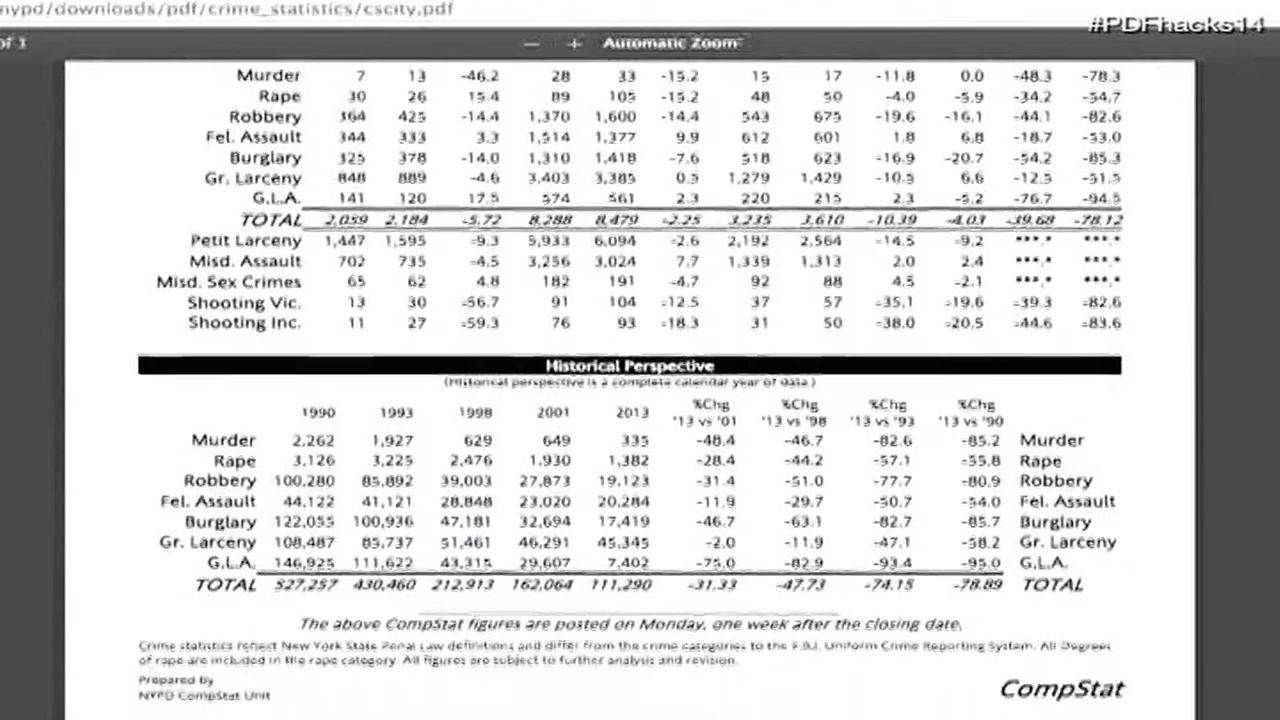 nypd/downloads/pdf/crime_statistics/cscity.pdf
#PDFhacks14
of 1 — + Automatic Zoom
Murder 7 13 -46.2 28 33 -15.2 15 17 -11.8 0.0 -48.3 -78.3
Rape 30 26 15.4 89 105 -15.2 48 50 -4.0 -5.9 -34.2 -54.7
Robbery 364 425 -14.4 1,370 1,600 -14.4 543 675 -19.6 -16.1 -44.1 -82.6
Fel. Assault 344 333 3.3 1,514 1,377 9.9 612 601 1.8 6.8 -18.7 -53.0
Burglary 325 378 -14.0 1,310 1,418 -7.6 518 623 -16.9 -20.7 -54.2 -85.3
Gr. Larceny 848 889 -4.6 3,403 3,385 0.5 1,279 1,429 -10.5 6.6 -12.5 -51.5
G.L.A. 141 120 17.5 574 561 2.3 220 215 2.3 -5.2 -76.7 -94.5
TOTAL 2,059 2,184 -5.72 8,288 8,479 -2.25 3,235 3,610 -10.39 -4.03 -39.68 -78.12
Petit Larceny 1,447 1,595 -9.3 5,933 6,094 -2.6 2,192 2,564 -14.5 -9.2 ***.* ***.*
Misd. Assault 702 735 -4.5 3,256 3,024 7.7 1,339 1,313 2.0 2.4 ***.* ***.*
Misd. Sex Crimes 65 62 4.8 182 191 -4.7 92 88 4.5 -2.1 ***.* ***.*
Shooting Vic. 13 30 -56.7 91 104 -12.5 37 57 -35.1 -19.6 -39.3 -82.6
Shooting Inc. 11 27 -59.3 76 93 -18.3 31 50 -38.0 -20.5 -44.6 -83.6
Historical Perspective
(Historical perspective is a complete calendar year of data.)
%Chg %Chg %Chg %Chg
1990 1993 1998 2001 2013 '13 vs '01 '13 vs '98 '13 vs '93 '13 vs '90
Murder 2,262 1,927 629 649 335 -48.4 -46.7 -82.6 -85.2 Murder
Rape 3,126 3,225 2,476 1,930 1,382 -28.4 -44.2 -57.1 -55.8 Rape
Robbery 100,280 85,892 39,003 27,873 19,123 -31.4 -51.0 -77.7 -80.9 Robbery
Fel. Assault 44,122 41,121 28,848 23,020 20,284 -11.9 -29.7 -50.7 -54.0 Fel. Assault
Burglary 122,055 100,936 47,181 32,694 17,419 -46.7 -63.1 -82.7 -85.7 Burglary
Gr. Larceny 108,487 85,737 51,461 46,291 45,345 -2.0 -11.9 -47.1 -58.2 Gr. Larceny
G.L.A. 146,925 111,622 43,315 29,607 7,402 -75.0 -82.9 -93.4 -95.0 G.L.A.
TOTAL 527,257 430,460 212,913 162,064 111,290 -31.33 -47.73 -74.15 -78.89 TOTAL
The above CompStat figures are posted on Monday, one week after the closing date.
Crime statistics reflect New York State Penal Law definitions and differ from the crime categories to the F.B.I. Uniform Crime Reporting System. All Degrees
of rape are included in the rape category. All figures are subject to further analysis and revision.
Prepared by
NYPD CompStat Unit
CompStat